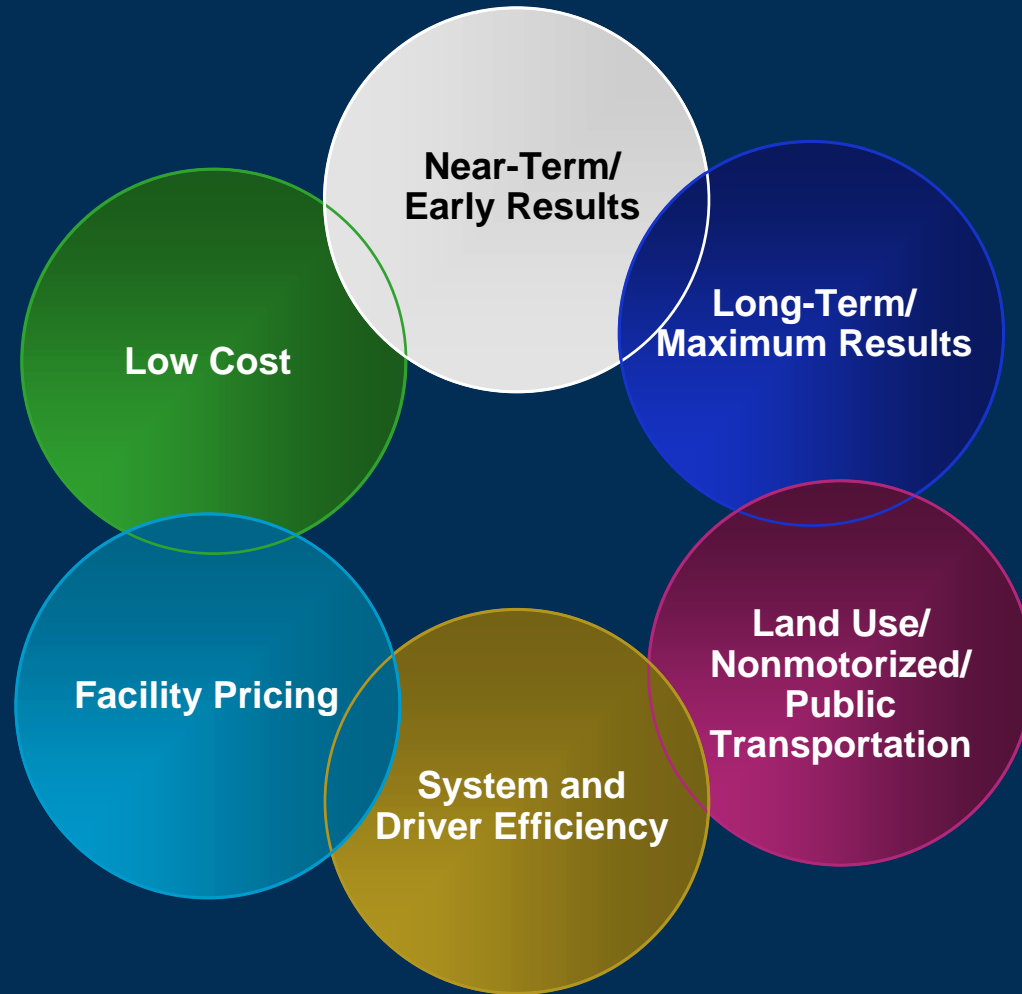 Near-Term/
Early Results
Long-Term/
Maximum Results
Low Cost
Land Use/
Nonmotorized/
Public
Transportation
Facility Pricing
System and
Driver Efficiency